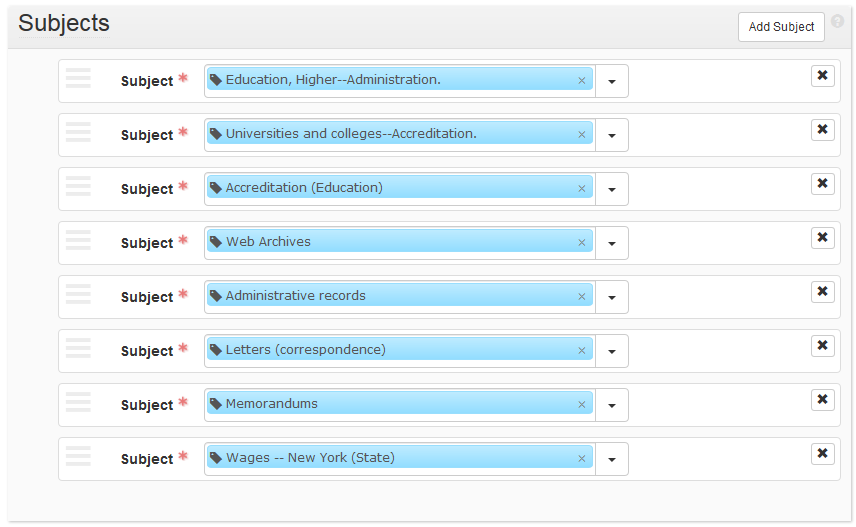 Subjects
Add Subject
Subject * Education, Higher--Administration. ×
Subject * Universities and colleges--Accreditation. ×
Subject * Accreditation (Education) ×
Subject * Web Archives ×
Subject * Administrative records ×
Subject * Letters (correspondence) ×
Subject * Memorandums ×
Subject * Wages -- New York (State) ×